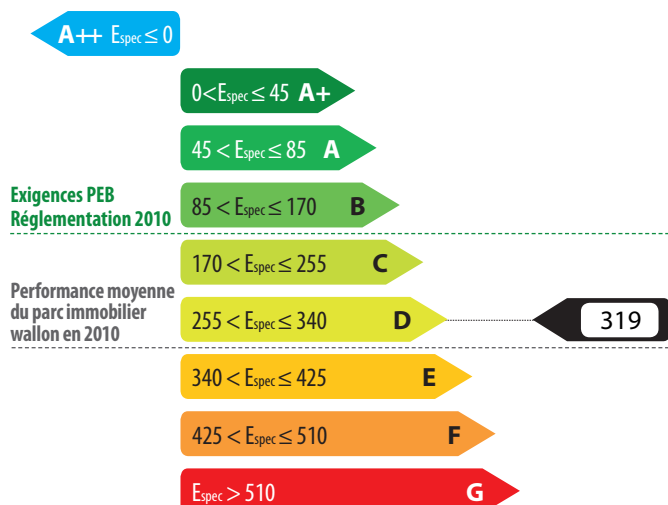 A++ Espec ≤ 0
0<Espec ≤ 45 A+
45 < Espec ≤ 85 A
Exigences PEB
Réglementation 2010
85 < Espec ≤ 170 B
170 < Espec ≤ 255 C
Performance moyenne
du parc immobilier
wallon en 2010
255 < Espec ≤ 340 D
319
340 < Espec ≤ 425 E
425 < Espec ≤ 510 F
Espec > 510 G